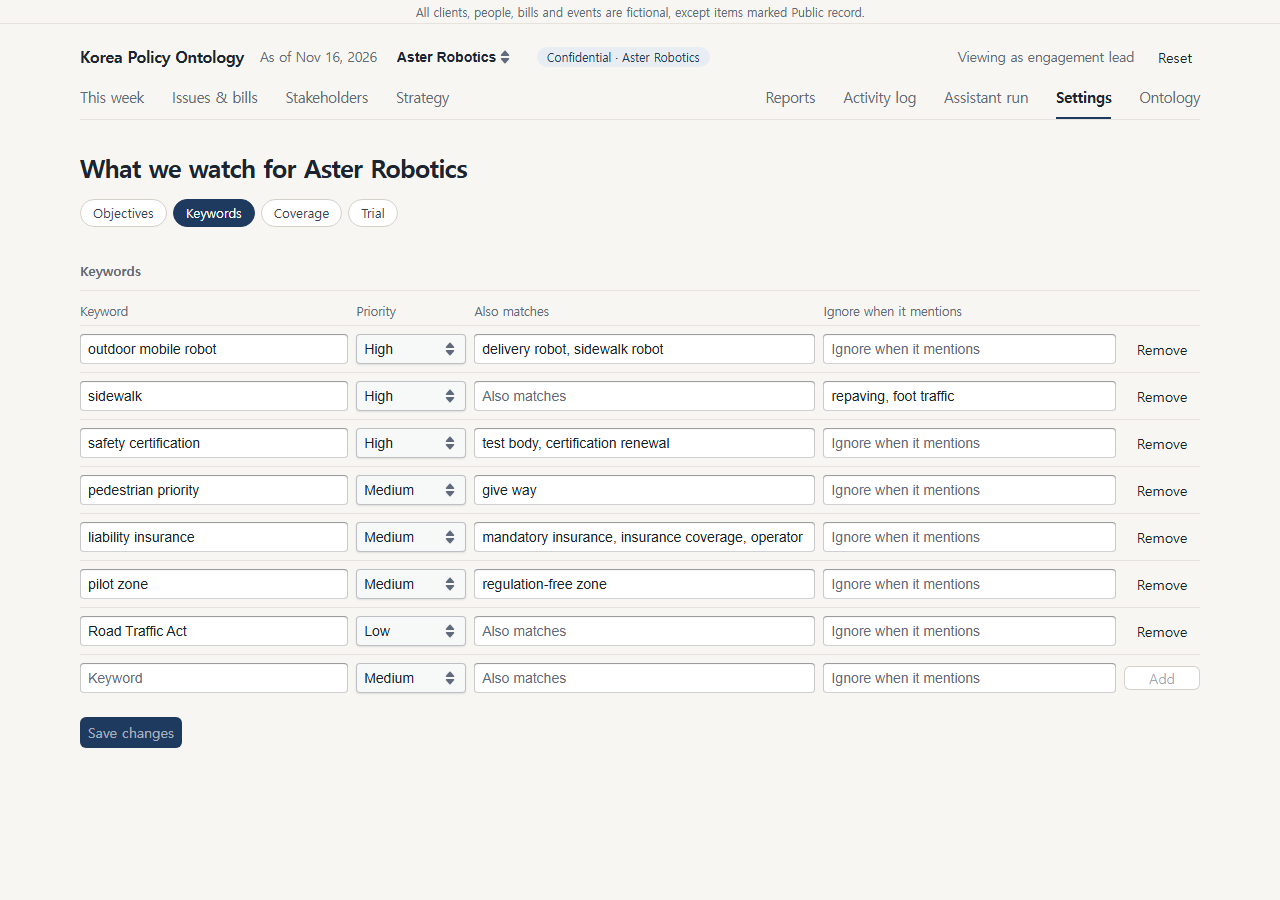 All clients, people, bills and events are fictional, except items marked Public record.
Korea Policy Ontology As of Nov 16, 2026 Aster Robotics Confidential · Aster Robotics Viewing as engagement lead Reset
This week Issues & bills Stakeholders Strategy Reports Activity log Assistant run Settings Ontology
What we watch for Aster Robotics
Objectives Keywords Coverage Trial
Keywords
Keyword Priority Also matches Ignore when it mentions
outdoor mobile robot High delivery robot, sidewalk robot Ignore when it mentions Remove
sidewalk High Also matches repaving, foot traffic Remove
safety certification High test body, certification renewal Ignore when it mentions Remove
pedestrian priority Medium give way Ignore when it mentions Remove
liability insurance Medium mandatory insurance, insurance coverage, operator Ignore when it mentions Remove
pilot zone Medium regulation-free zone Ignore when it mentions Remove
Road Traffic Act Low Also matches Ignore when it mentions Remove
Keyword Medium Also matches Ignore when it mentions Add
Save changes